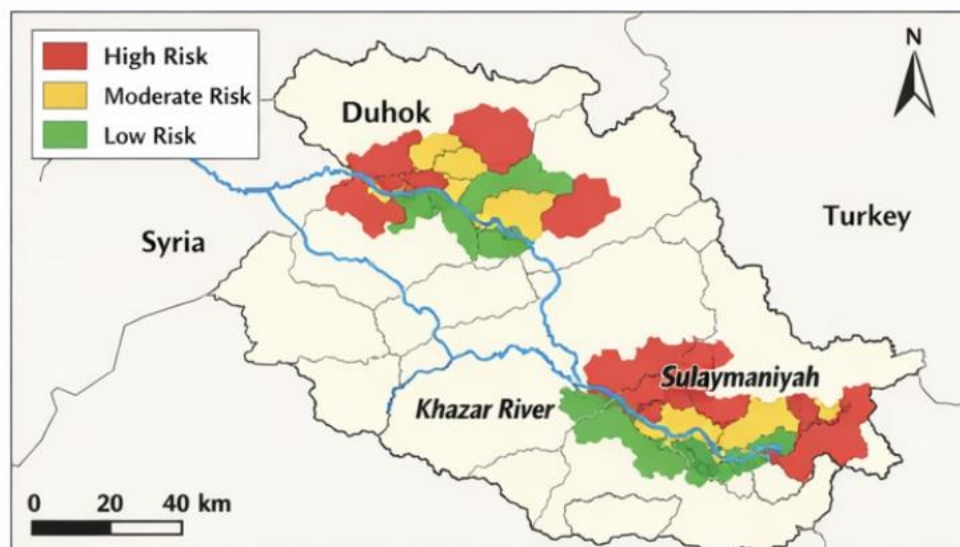 High Risk
Moderate Risk
Low Risk
Duhok
N
Syria
Turkey
Sulaymaniyah
Khazar River
0 20 40 km